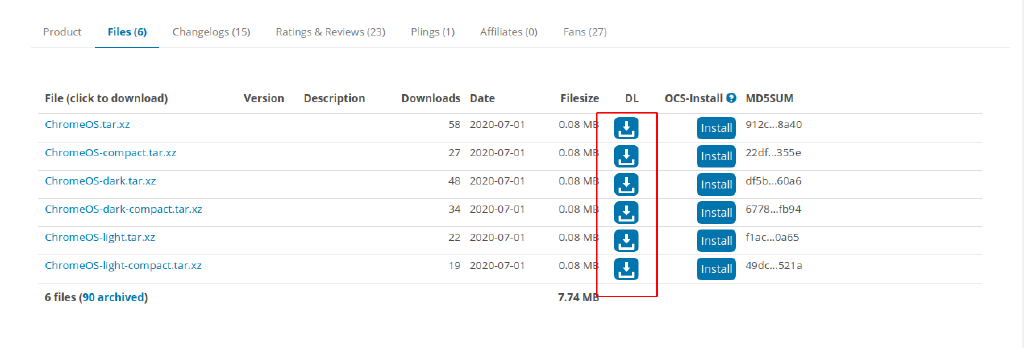 Product Files (6) Changelogs (15) Ratings & Reviews (23) Plings (1) Affiliates (0) Fans (27)
File (click to download) Version Description Downloads Date Filesize DL OCS-Install ? MD5SUM
ChromeOS.tar.xz 58 2020-07-01 0.08 MB Install 912c...8a40
ChromeOS-compact.tar.xz 27 2020-07-01 0.08 MB Install 22df...355e
ChromeOS-dark.tar.xz 48 2020-07-01 0.08 MB Install df5b...60a6
ChromeOS-dark-compact.tar.xz 34 2020-07-01 0.08 MB Install 6778...fb94
ChromeOS-light.tar.xz 22 2020-07-01 0.08 MB Install f1ac...0a65
ChromeOS-light-compact.tar.xz 19 2020-07-01 0.08 MB Install 49dc...521a
6 files (90 archived) 7.74 MB